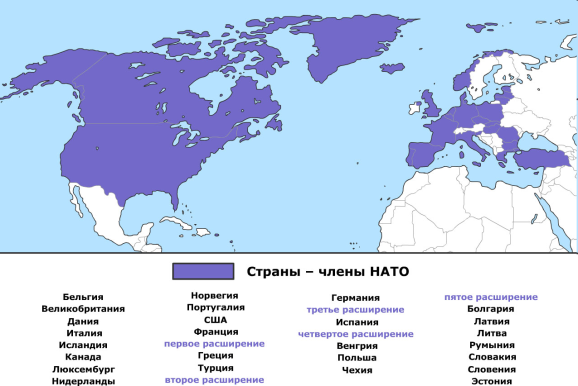 Страны – члены НАТО
Бельгия
Великобритания
Дания
Италия
Исландия
Канада
Люксембург
Нидерланды
Норвегия
Португалия
США
Франция
первое расширение
Греция
Турция
второе расширение
Германия
третье расширение
Испания
четвертое расширение
Венгрия
Польша
Чехия
пятое расширение
Болгария
Латвия
Литва
Румыния
Словакия
Словения
Эстония